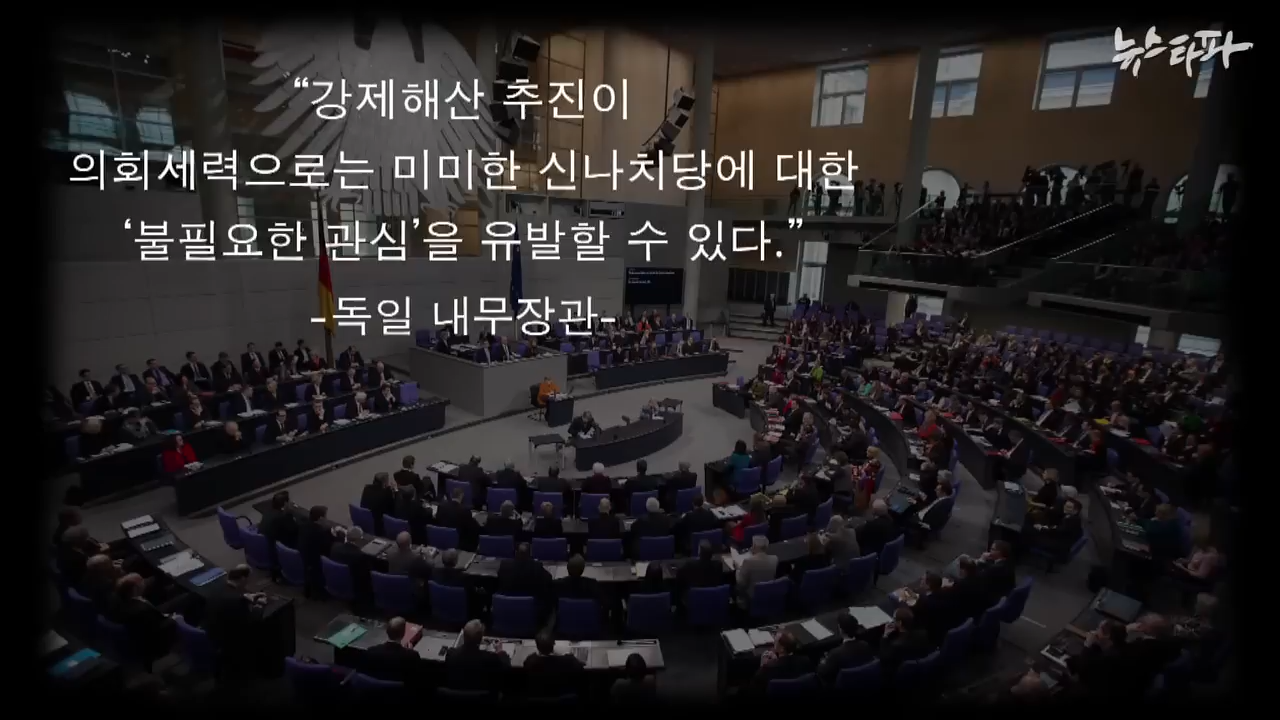 뉴스타파
“강제해산 추진이
의회세력으로는 미미한 신나치당에 대한
‘불필요한 관심’을 유발할 수 있다.”
-독일 내무장관-